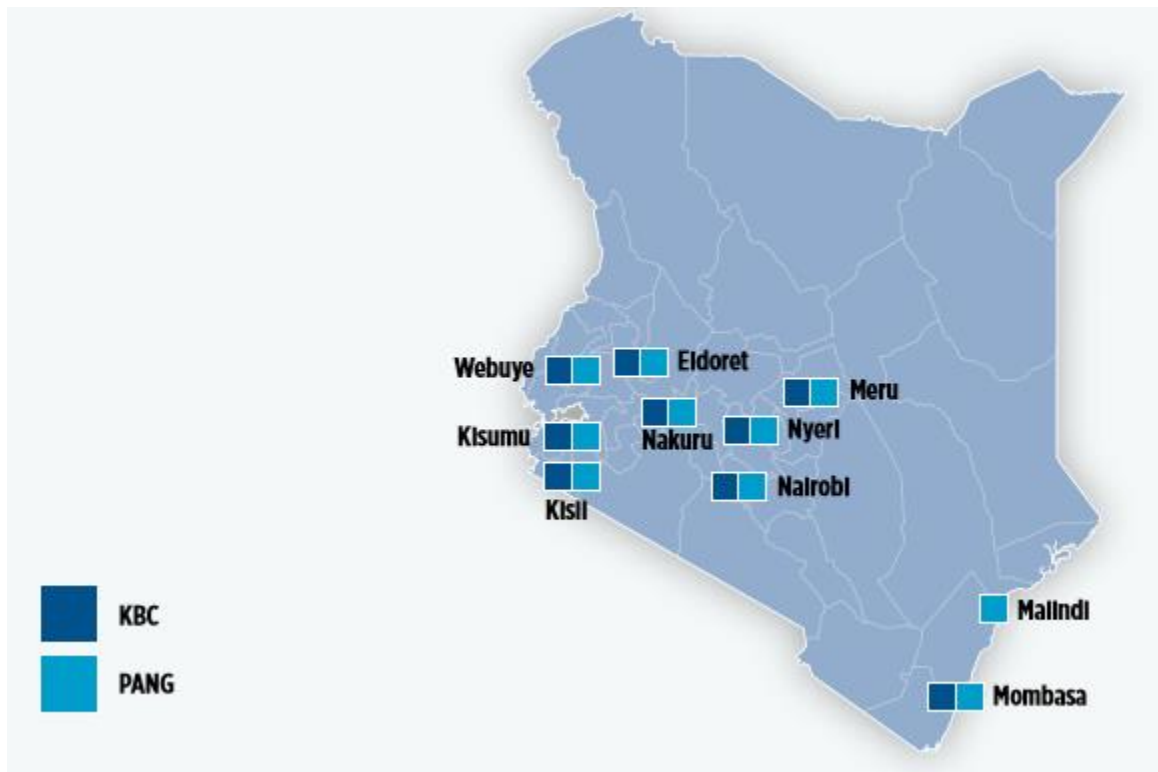 Webuye
Eldoret
Meru
Kisumu
Nakuru
Nyeri
Kisii
Nairobi
KBC
Malindi
PANG
Mombasa